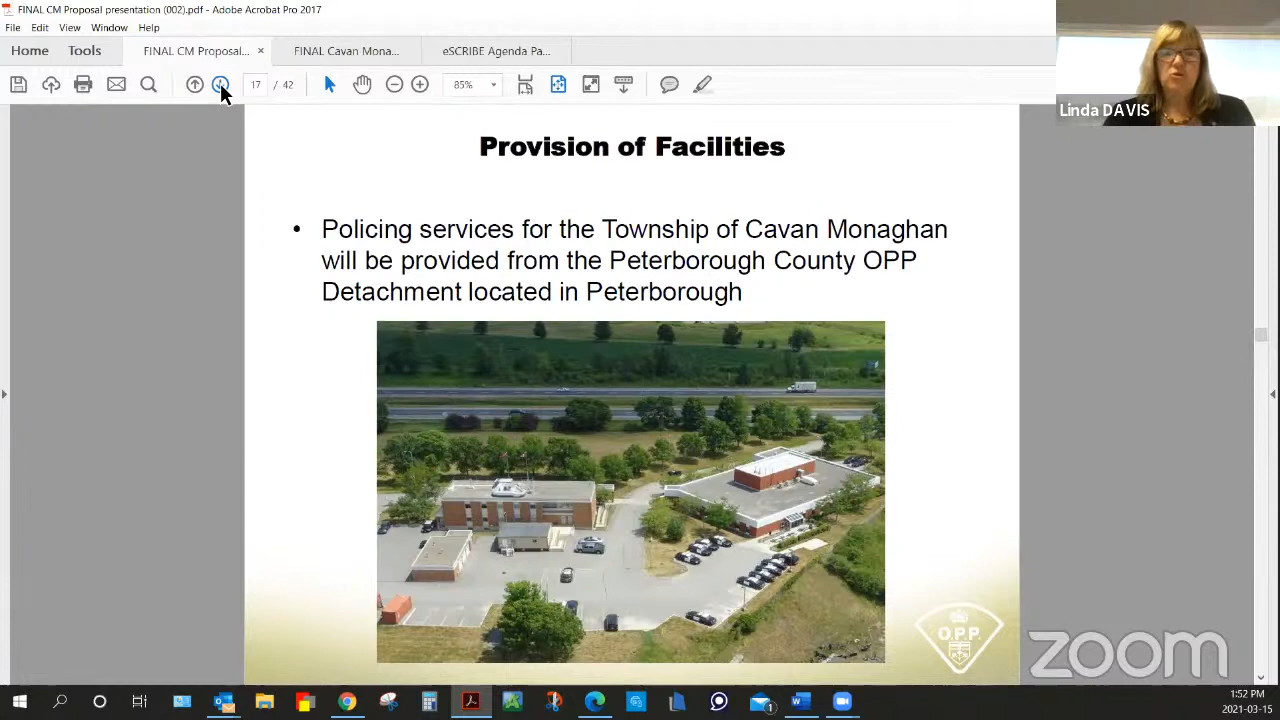 FINAL CM Proposal presentation (002).pdf - Adobe Acrobat Pro 2017
File Edit View Window Help
Home Tools FINAL CM Proposal... × FINAL Cavan Mona... eSCRIBE Agenda Pa...
17 / 42 85%
Linda DAVIS
Provision of Facilities
• Policing services for the Township of Cavan Monaghan
will be provided from the Peterborough County OPP
Detachment located in Peterborough
O.P.P.
zoom
1
1:52 PM
2021-03-15